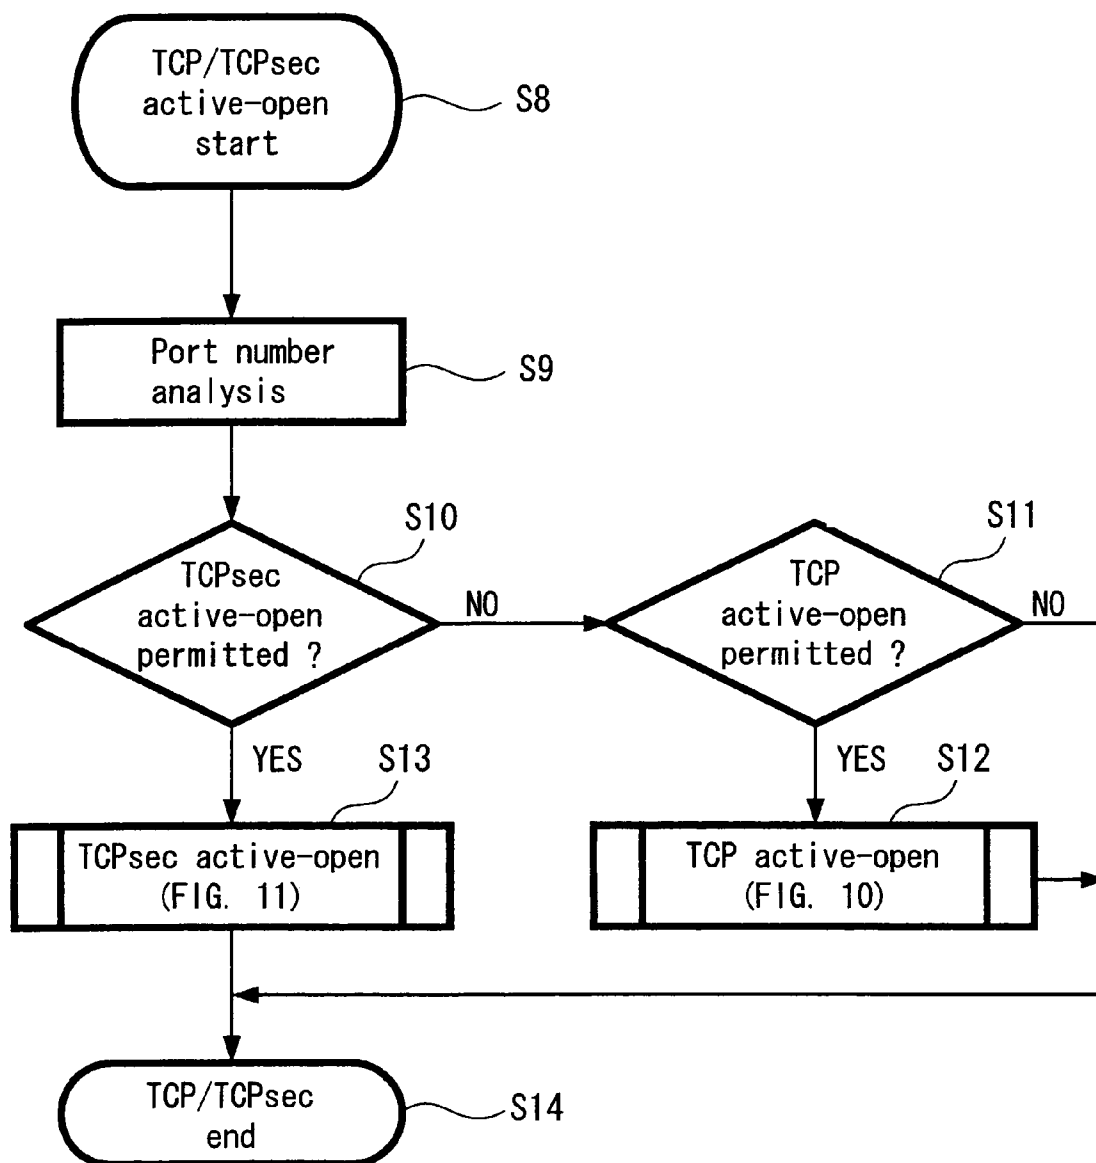 TCP/TCPsec
active-open
start
S8
Port number
analysis
S9
S10
TCPsec
active-open
permitted ?
NO
YES
S11
TCP
active-open
permitted ?
NO
YES
S13
TCPsec active-open
(FIG. 11)
S12
TCP active-open
(FIG. 10)
TCP/TCPsec
end
S14